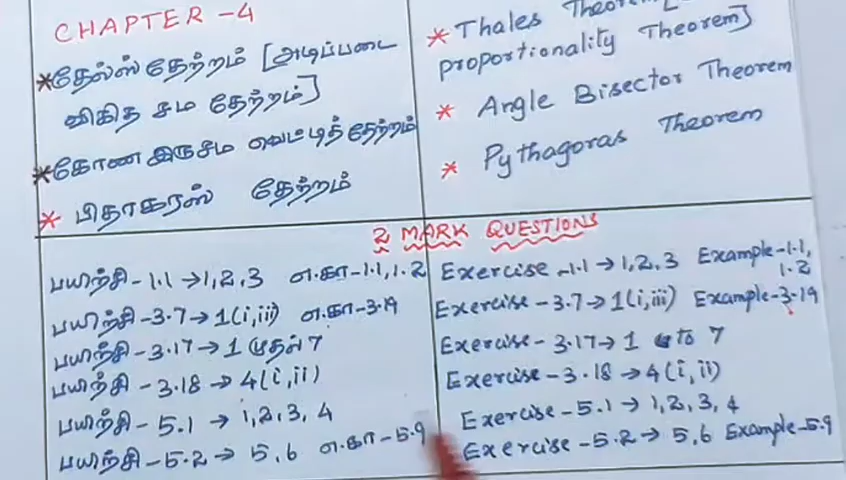 CHAPTER -4
*தேல்ஸ் தேற்றம் [அடிப்படை
விகித சம தேற்றம்]
*கோண இருசம வெட்டித் தேற்றம்
* பிதாகரஸ் தேற்றம்
* Thales
proportionality Theorem]
* Angle Bisector Theorem
* Pythagoras Theorem
2 MARK QUESTIONS
பயிற்சி -1.1 →1,2,3 எ.கா -1.1, 1.2
பயிற்சி -3.7→ 1(i,iii) எ.கா -3.19
பயிற்சி -3.17→ 1 முதல் 7
பயிற்சி -3.18→ 4(i,ii)
பயிற்சி -5.1 → 1,2,3,4
பயிற்சி -5.2→ 5,6 எ.கா -5.9
Exercise -1.1 → 1,2,3 Example -1.1,
1.2
Exercise -3.7→1(i,iii) Example -3.19
Exercise -3.17→ 1 to 7
Exercise -3.18 →4(i,ii)
Exercise -5.1 → 1,2,3,4
Exercise -5.2→ 5,6 Example -5.9